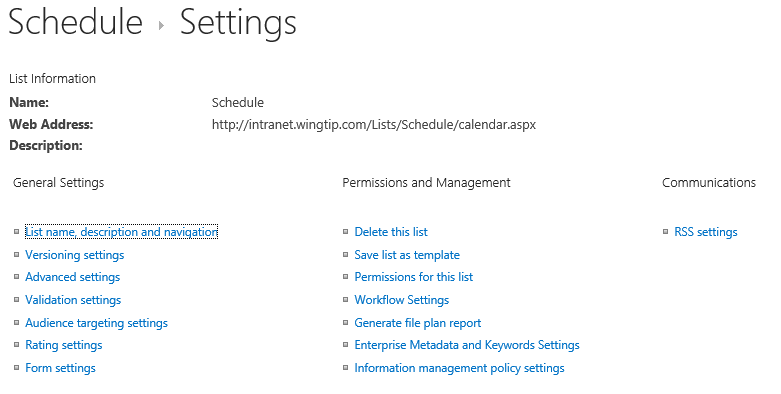 Schedule ▸ Settings
List Information
Name: Schedule
Web Address: http://intranet.wingtip.com/Lists/Schedule/calendar.aspx
Description:
General Settings Permissions and Management Communications
List name, description and navigation Delete this list RSS settings
Versioning settings Save list as template
Advanced settings Permissions for this list
Validation settings Workflow Settings
Audience targeting settings Generate file plan report
Rating settings Enterprise Metadata and Keywords Settings
Form settings Information management policy settings